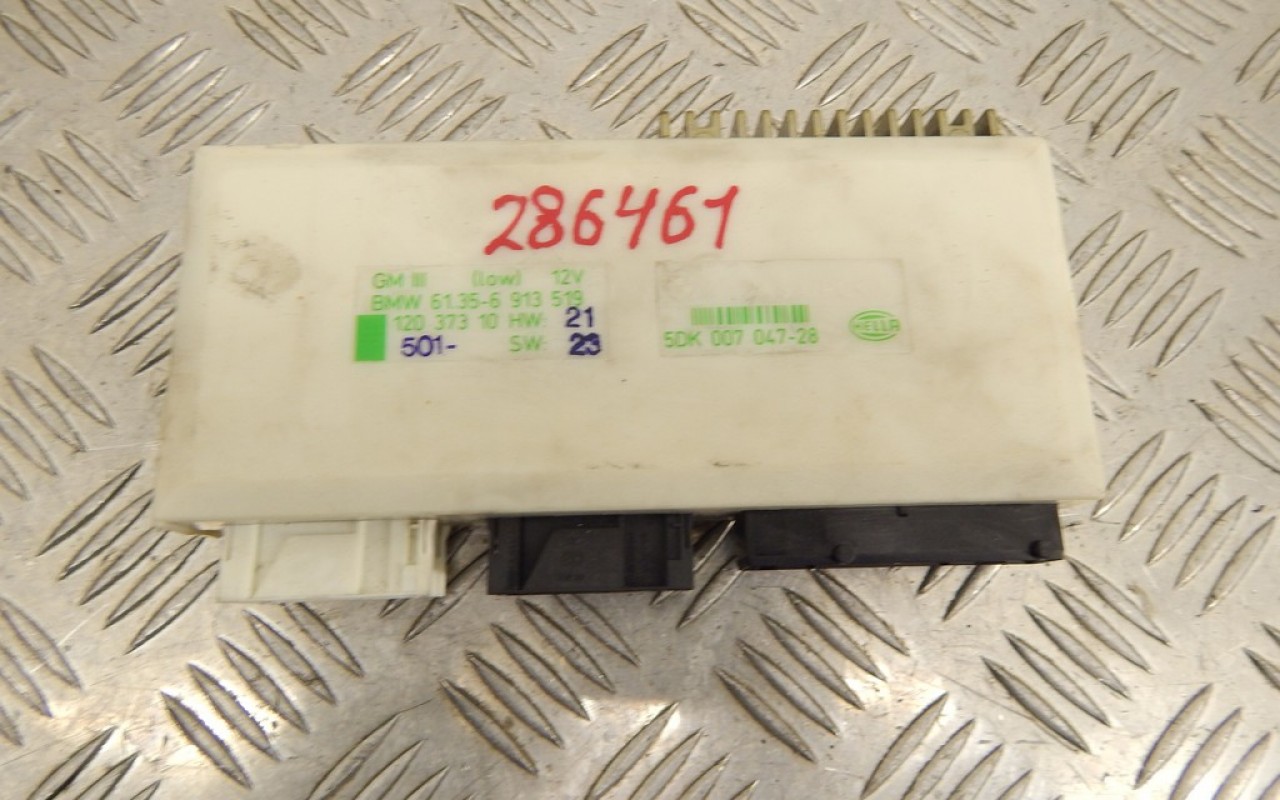 286461
GM III (low) 12V
BMW 61.35-6 913 519
120 373 10 HW: 21
501- SW: 23
5DK 007 047-28
HELLA